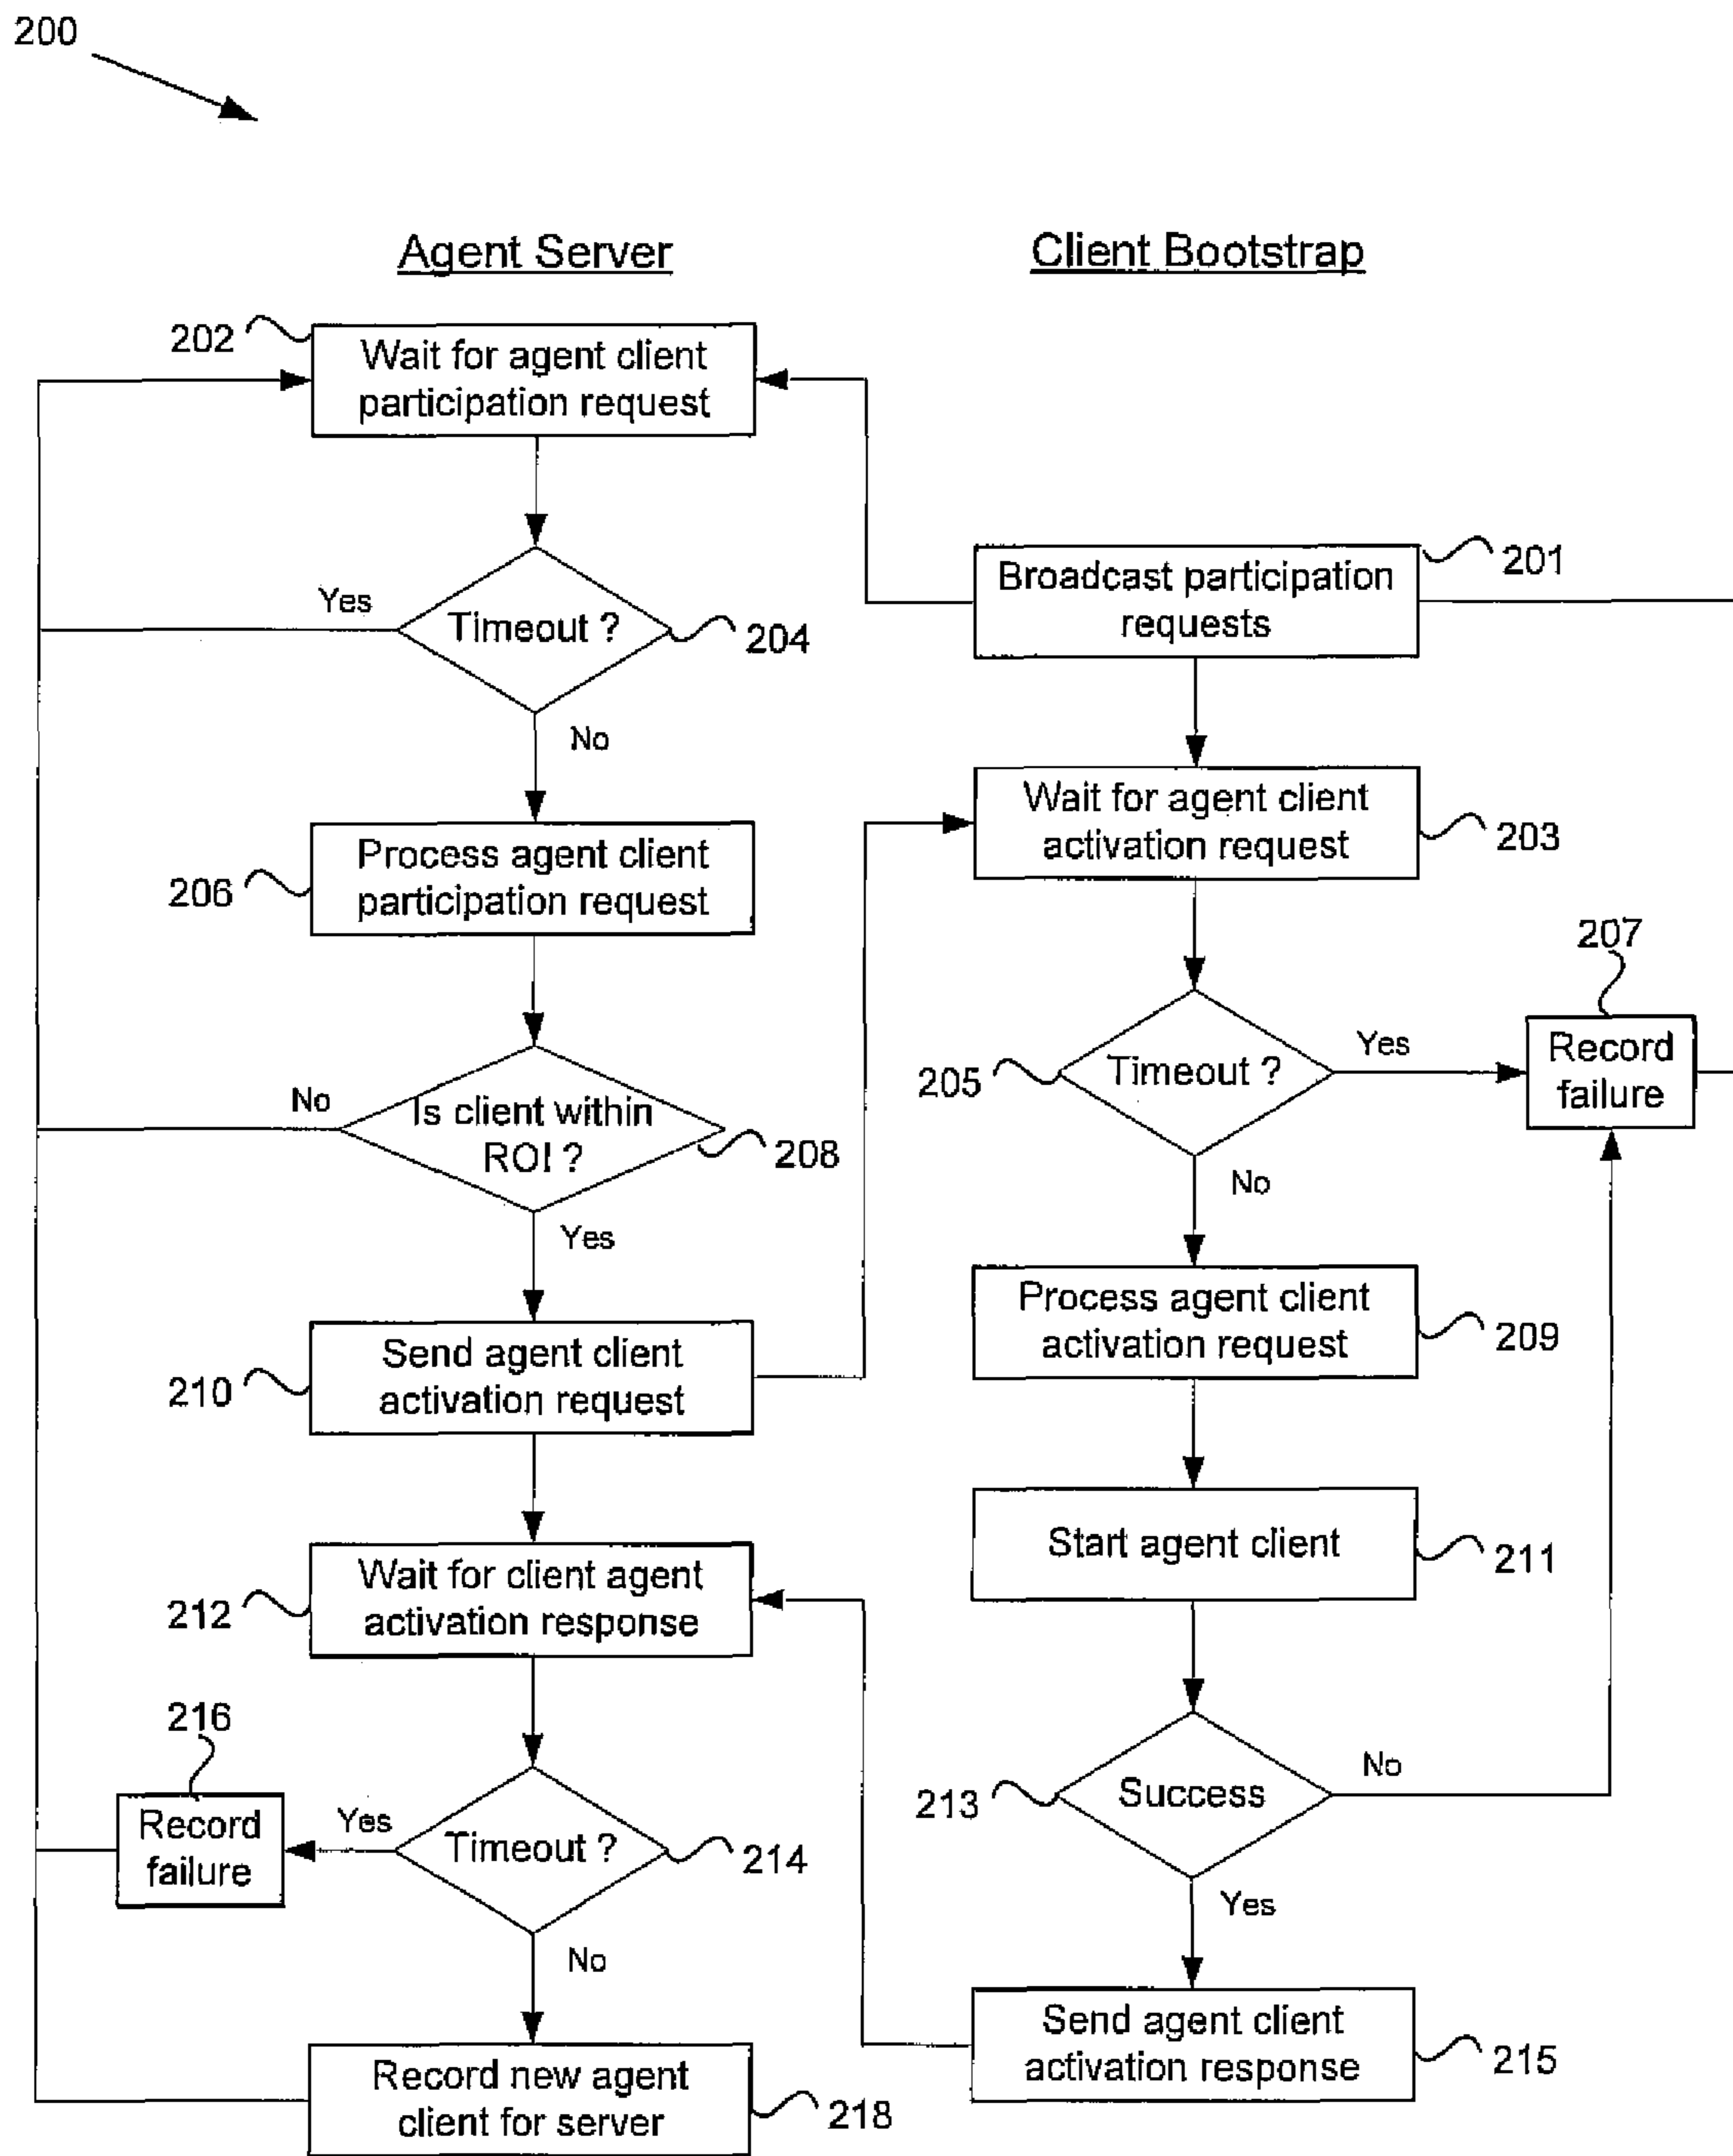 200
Agent Server
Client Bootstrap
202
Wait for agent client
participation request
Timeout ?
204
Yes
No
206
Process agent client
participation request
Is client within
ROI ?
208
No
Yes
210
Send agent client
activation request
212
Wait for client agent
activation response
216
Record
failure
Yes
Timeout ?
214
No
Record new agent
client for server
218
201
Broadcast participation
requests
Wait for agent client
activation request
203
205
Timeout ?
Yes
207
Record
failure
No
Process agent client
activation request
209
Start agent client
211
213
Success
No
Yes
Send agent client
activation response
215